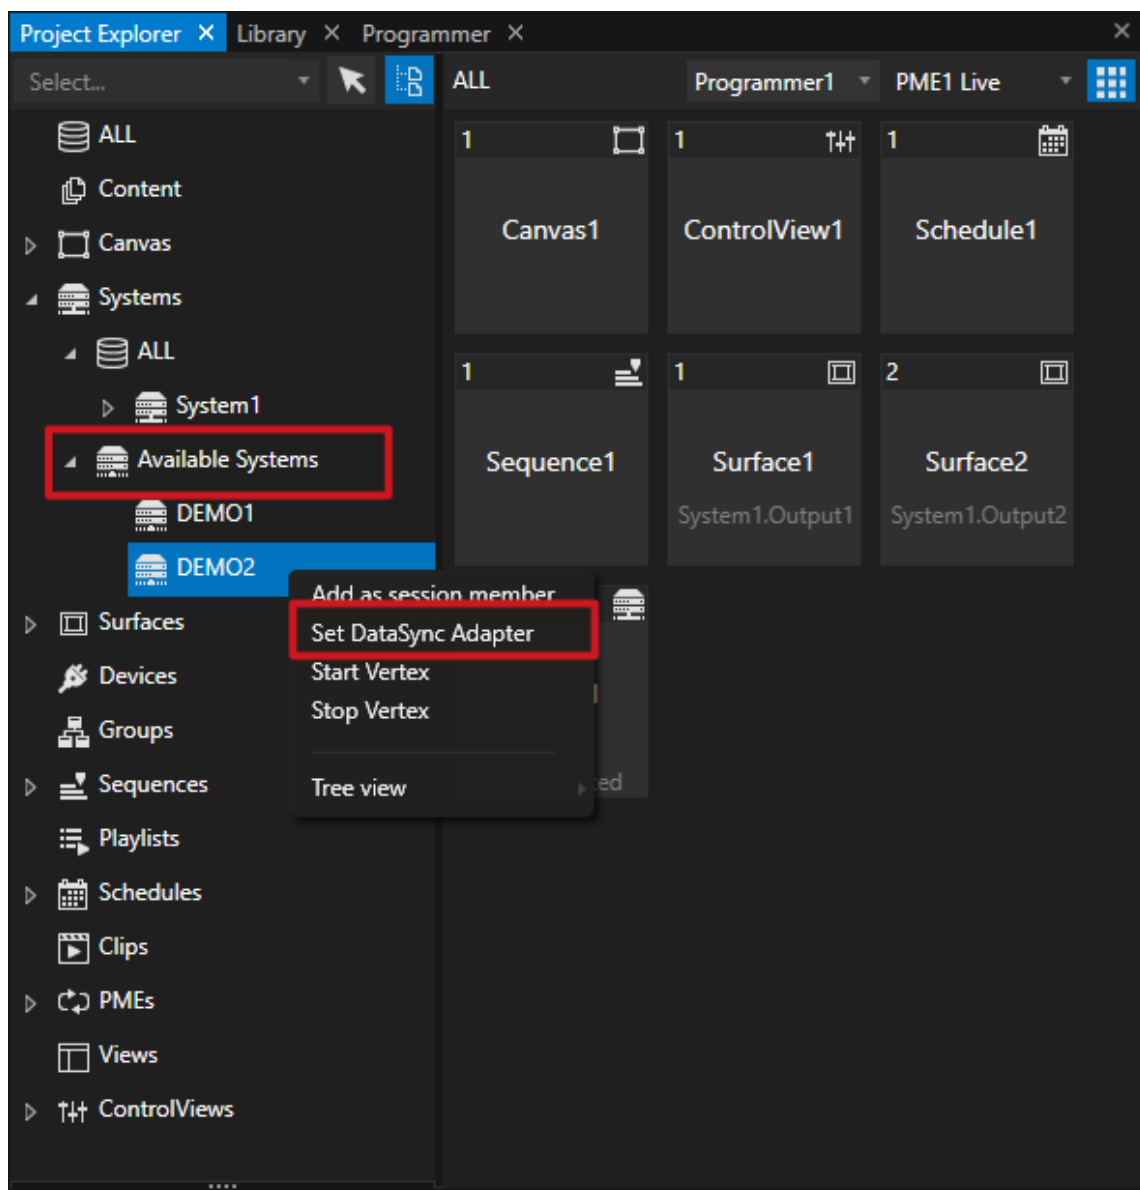 Project Explorer Library Programmer
Select...
ALL
Content
Canvas
Systems
ALL
System1
Available Systems
DEMO1
DEMO2
Surfaces
Devices
Groups
Sequences
Playlists
Schedules
Clips
PMEs
Views
ControlViews
Add as session member
Set DataSync Adapter
Start Vertex
Stop Vertex
Tree view
ALL Programmer1 PME1 Live
1 1 1
Canvas1 ControlView1 Schedule1
1 1 2
Sequence1 Surface1 Surface2
System1.Output1 System1.Output2